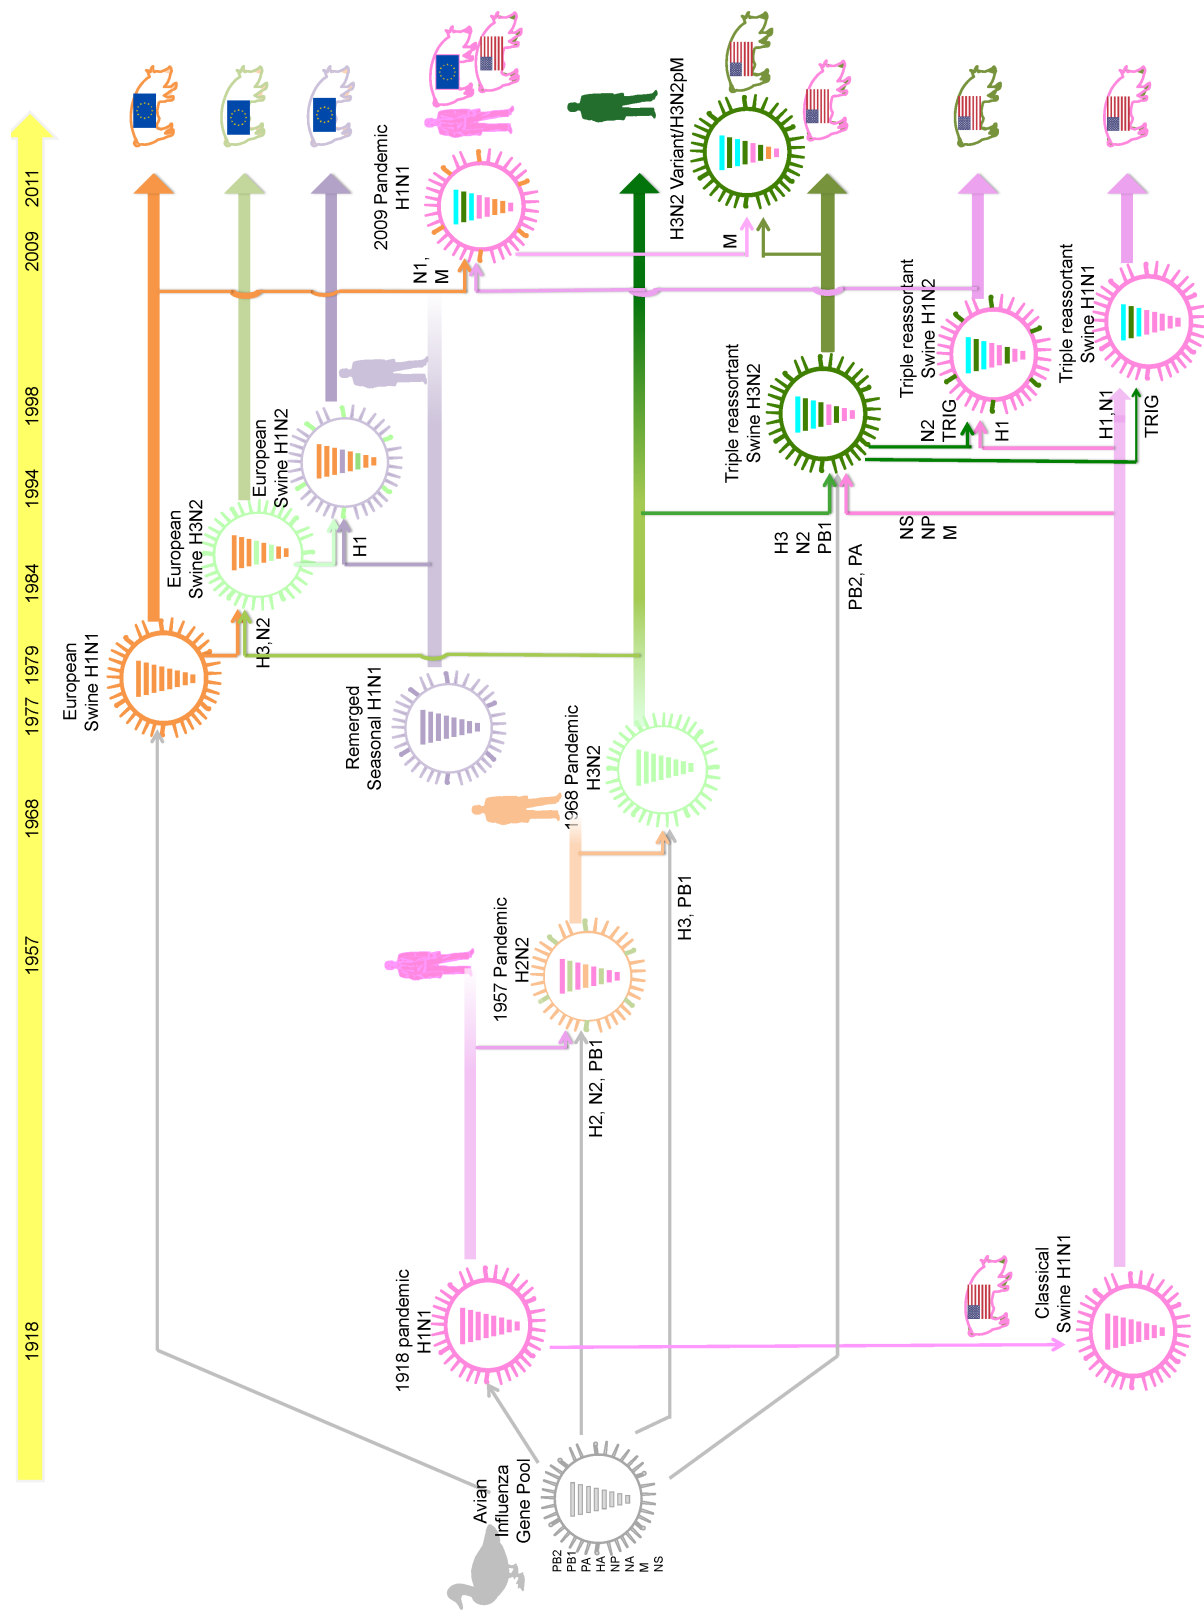 1918
1957
1968
1977
1979
1984
1994
1998
2009
2011
European
Swine H1N1
European
Swine H3N2
H3,N2
European
Swine H1N2
H1
Remerged
Seasonal H1N1
2009 Pandemic
H1N1
N1,
M
1918 pandemic
H1N1
1957 Pandemic
H2N2
H2, N2, PB1
1968 Pandemic
H3N2
H3, PB1
Avian
Influenza
Gene Pool
PB2
PB1
PA
HA
NP
NA
M
NS
H3N2 Variant/H3N2pM
M
Triple reassortant
Swine H3N2
H3
N2
PB1
PB2, PA
NS
NP
M
Triple reassortant
Swine H1N2
N2
TRIG
H1
Triple reassortant
Swine H1N1
H1,N1
TRIG
Classical
Swine H1N1